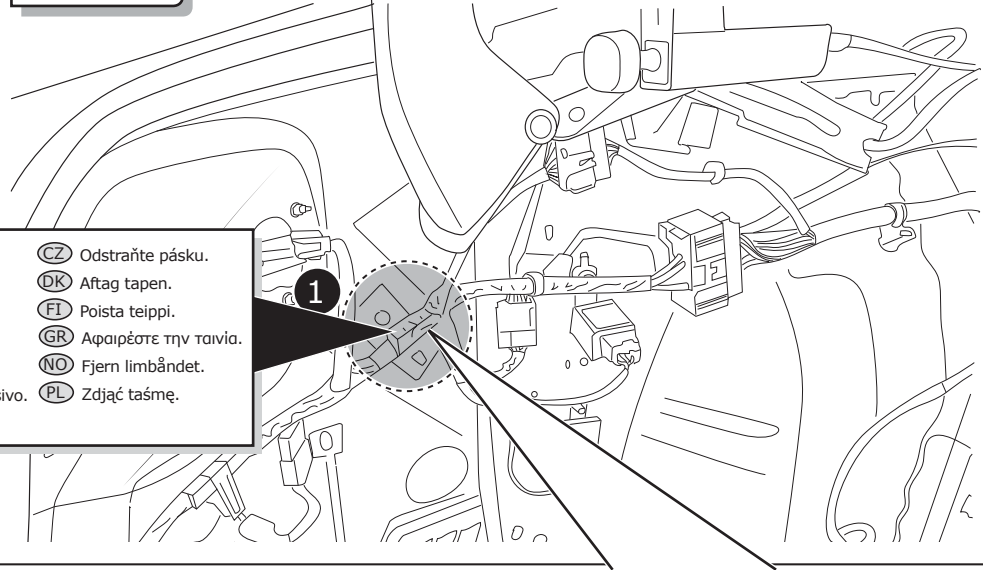 CZ Odstraňte pásku.
DK Aftag tapen.
FI Poista teippi.
GR Αφαιρέστε την ταινία.
NO Fjern limbåndet.
PL Zdjąć taśmę.
1